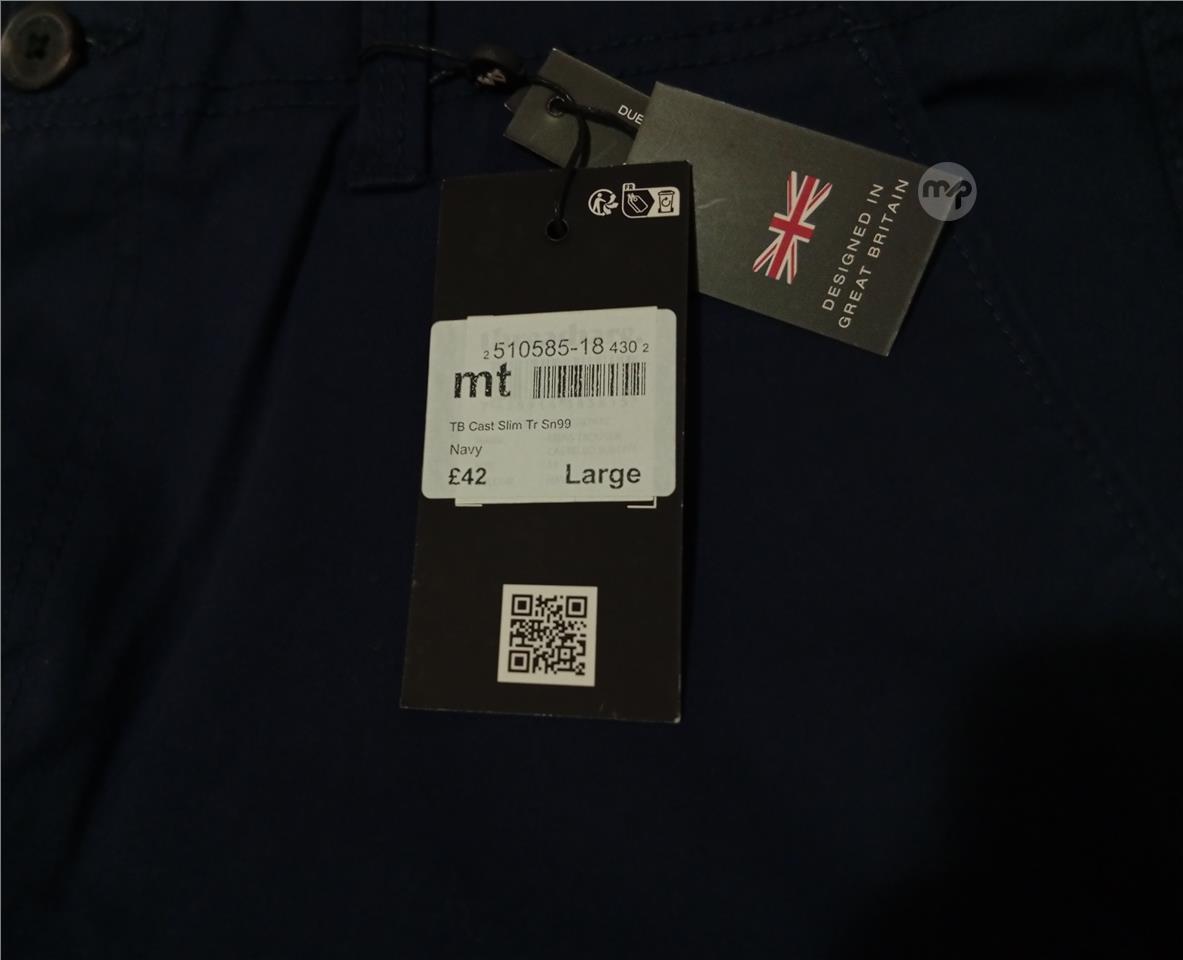 DUE
DESIGNED IN
GREAT BRITAIN
mp
FR
2 510585-18 430 2
mt
TB Cast Slim Tr Sn99
Navy
£42 Large